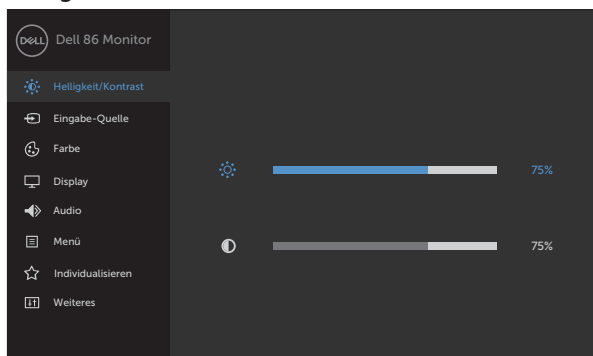 DELL Dell 86 Monitor
Helligkeit/Kontrast
Eingabe-Quelle
Farbe
75%
Display
Audio
Menü
75%
Individualisieren
Weiteres